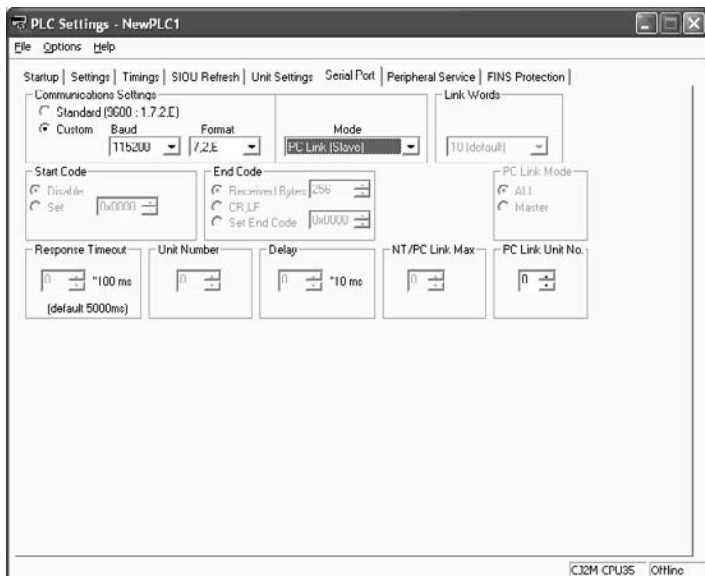 PLC Settings - NewPLC1
File Options Help
Startup Settings Timings SIOU Refresh Unit Settings Serial Port Peripheral Service FINS Protection
Communications Settings
Link Words
Standard (9600 ; 1,7,2,E)
Custom Baud Format Mode
115200 7,2,E PC Link (Slave) 10 (default)
Start Code End Code PC Link Mode
Disable Received Bytes 256 ALL
Set 0x0000 CR,LF Master
Set End Code 0x0000
Response Timeout Unit Number Delay NT/PC Link Max PC Link Unit No.
0 *100 ms 0 0 *10 ms 0 0
(default 5000ms)
CJ2M-CPU35 Offline